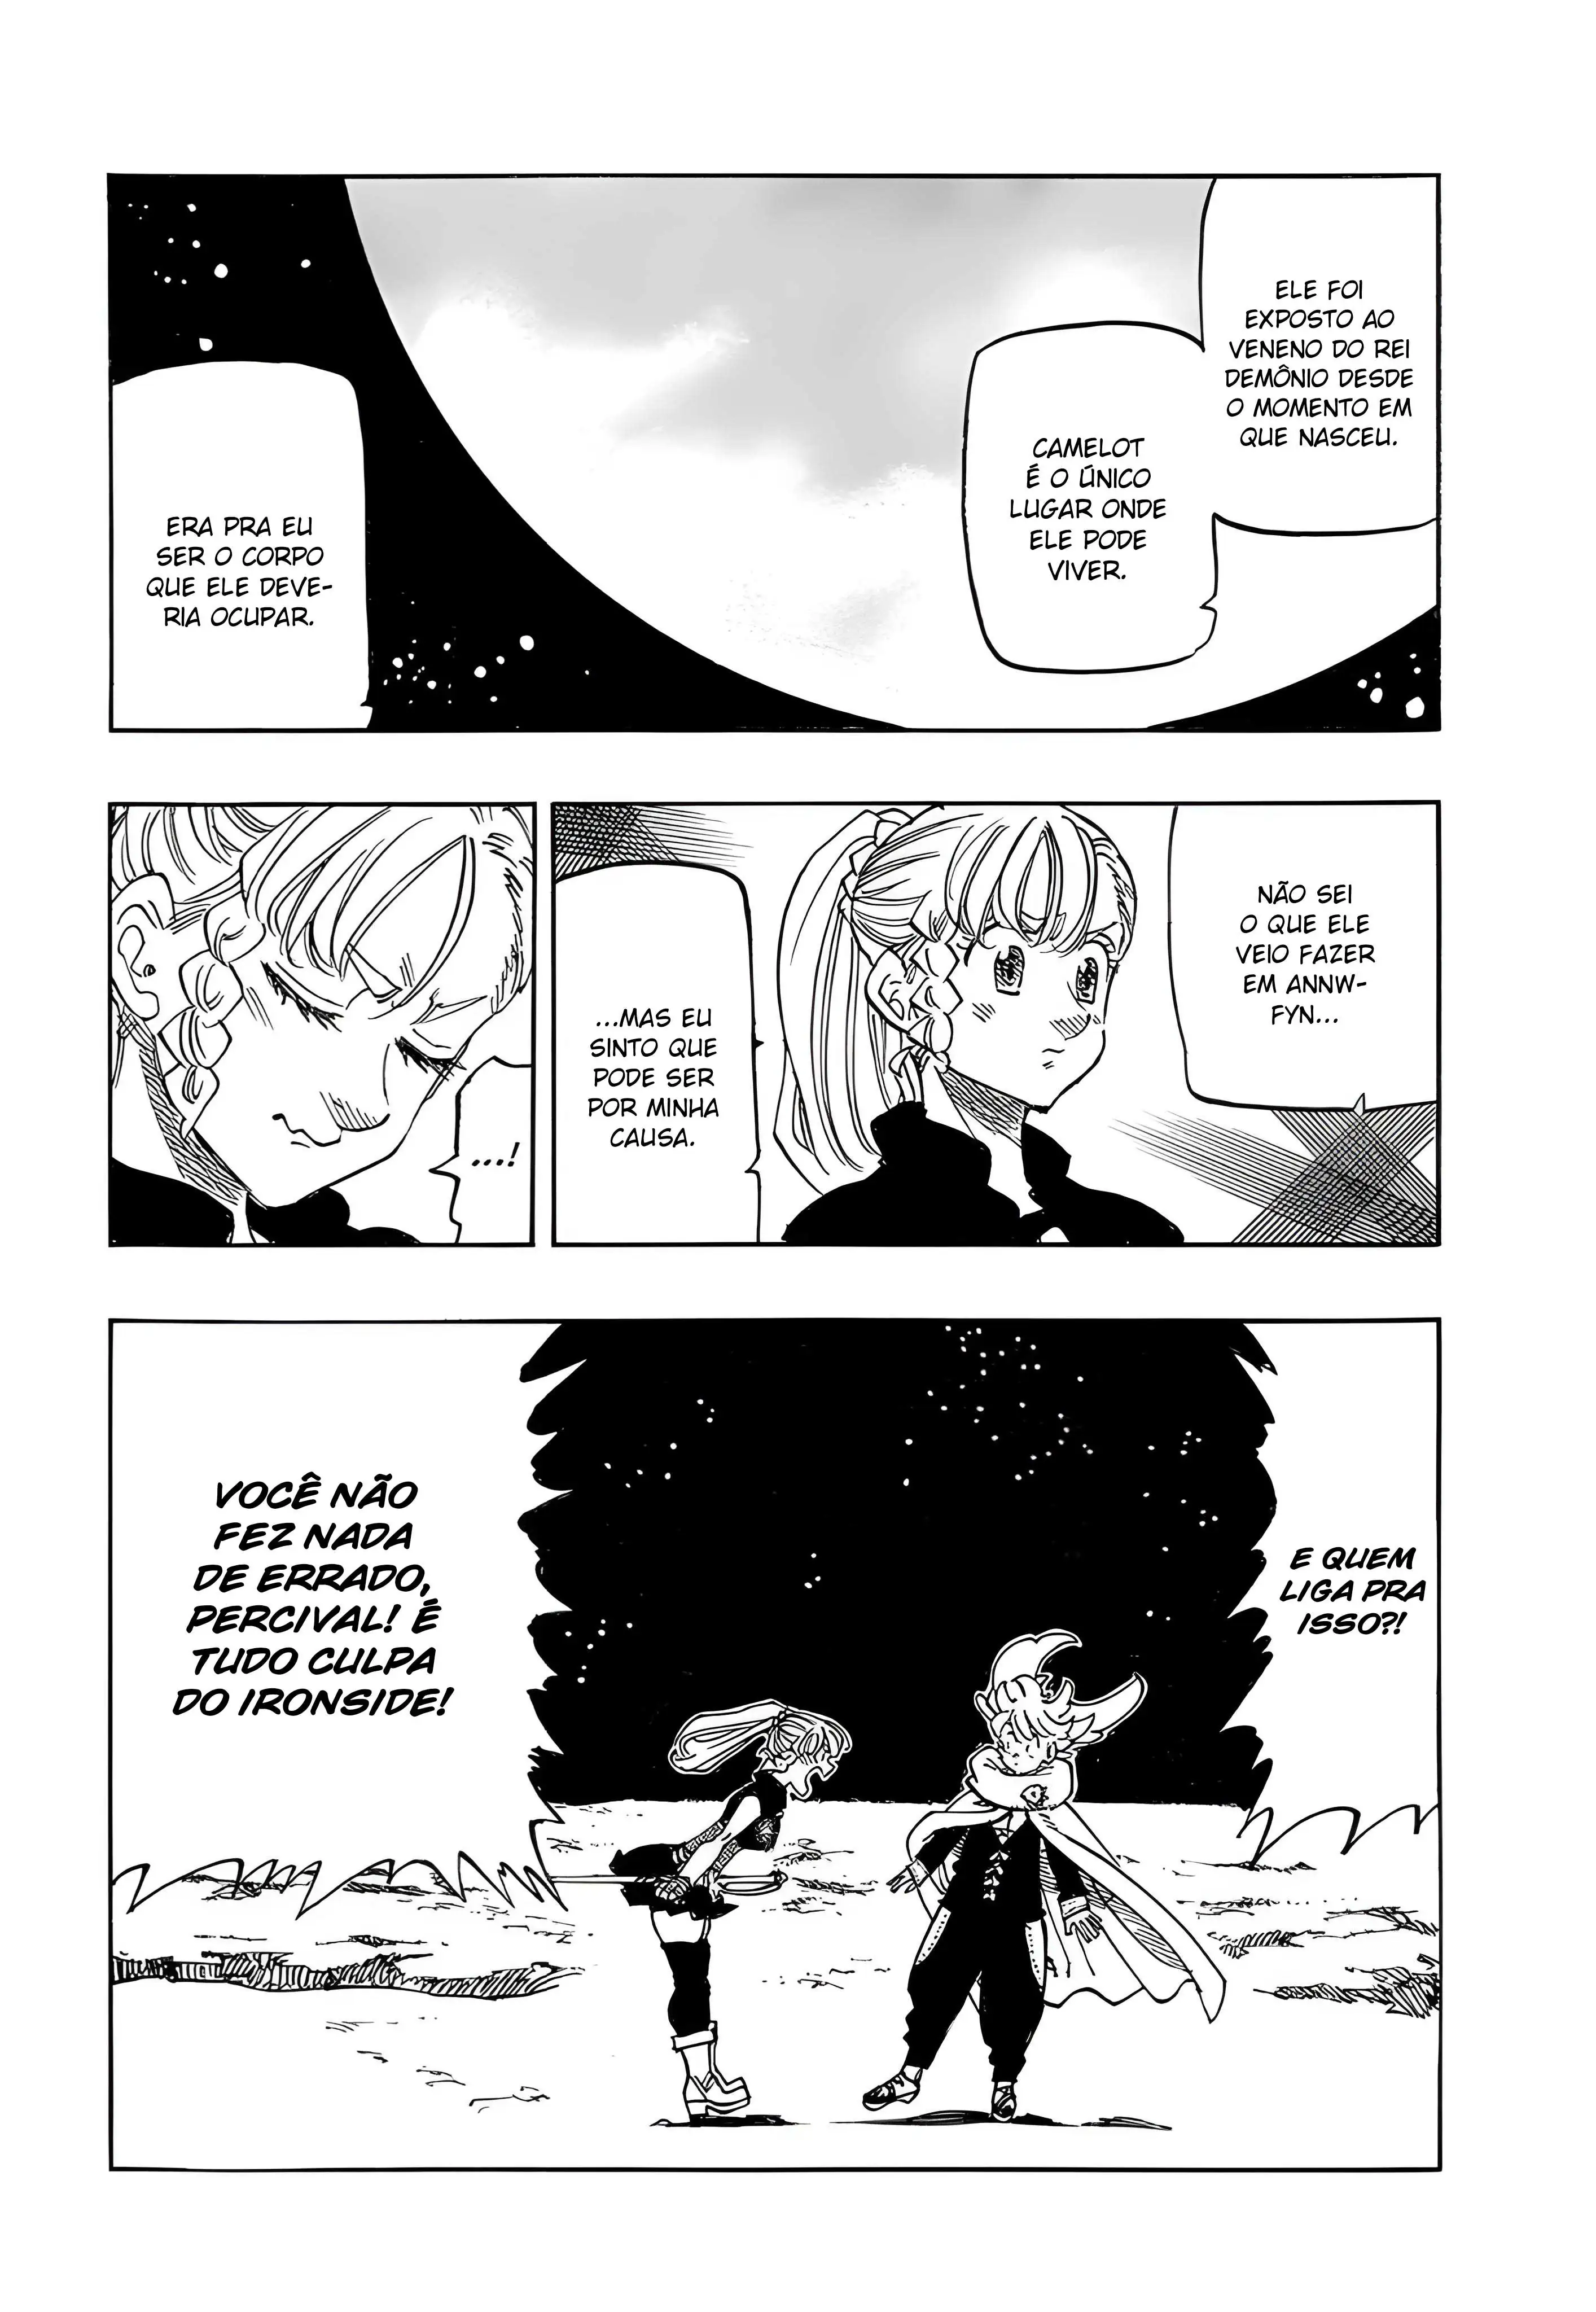 ELE FOI
EXPOSTO AO
VENENO DO REI
DEMÔNIO DESDE
O MOMENTO EM
QUE NASCEU.
CAMELOT
É O ÚNICO
LUGAR ONDE
ELE PODE
VIVER.
ERA PRA EU
SER O CORPO
QUE ELE DEVE-
RIA OCUPAR.
NÃO SEI
O QUE ELE
VEIO FAZER
EM ANNW-
FYN...
...MAS EU
SINTO QUE
PODE SER
POR MINHA
CAUSA.
...!
E QUEM
LIGA PRA
ISSO?!
VOCÊ NÃO
FEZ NADA
DE ERRADO,
PERCIVAL! É
TUDO CULPA
DO IRONSIDE!